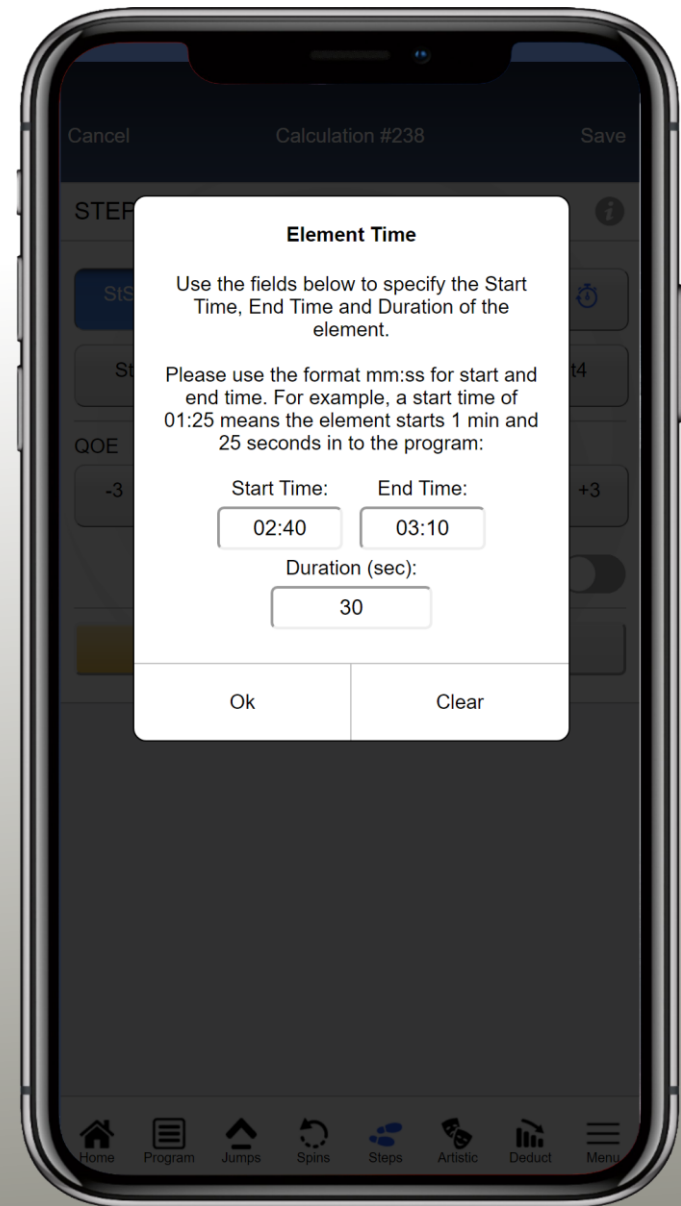 Cancel Calculation #238 Save
STEP
Element Time
Use the fields below to specify the Start
Time, End Time and Duration of the
element.
StS
Please use the format mm:ss for start and
end time. For example, a start time of
01:25 means the element starts 1 min and
25 seconds in to the program:
St t4
QOE
-3 +3
Start Time: End Time:
02:40 03:10
Duration (sec):
30
Ok Clear
Home Program Jumps Spins Steps Artistic Deduct Menu